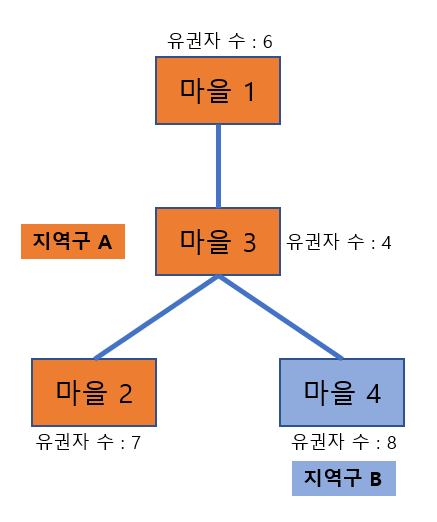 유권자 수 : 6
마을 1
지역구 A
마을 3
유권자 수 : 4
마을 2
마을 4
유권자 수 : 7
유권자 수 : 8
지역구 B